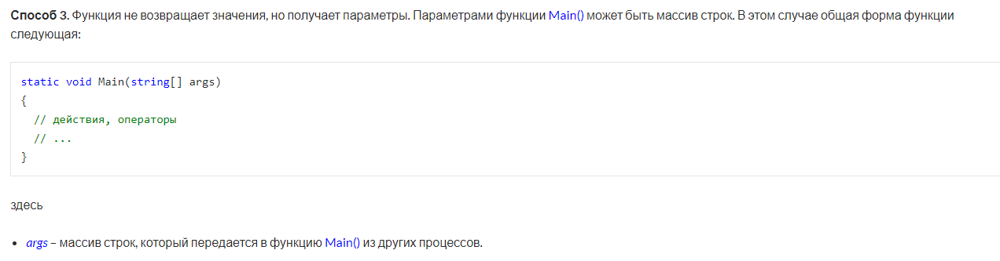 Способ 3. Функция не возвращает значения, но получает параметры. Параметрами функции Main() может быть массив строк. В этом случае общая форма функции
следующая:
static void Main(string[] args)
{
// действия, операторы
// ...
}
здесь
• args – массив строк, который передается в функцию Main() из других процессов.